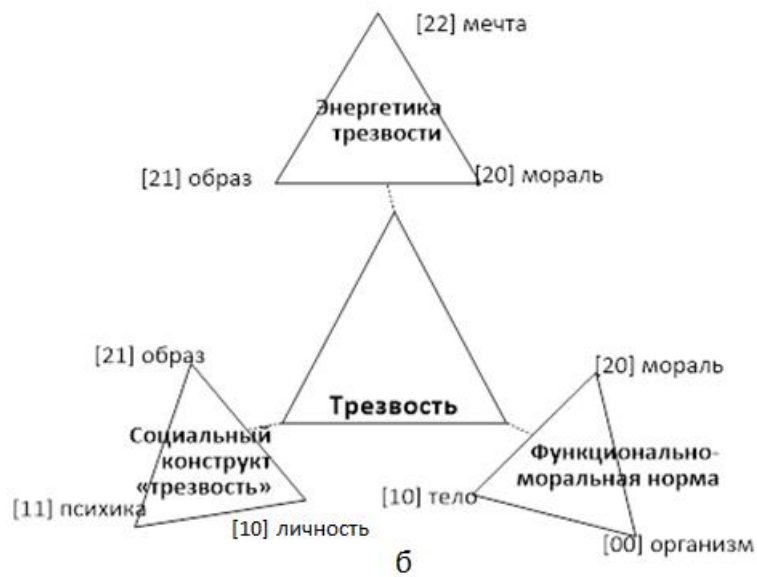 [22] мечта
Энергетика
трезвости
[21] образ
[20] мораль
[21] образ
[20] мораль
Трезвость
Социальный
конструкт
«трезвость»
Функционально-
моральная норма
[11] психика
[10] личность
[10] тело
[00] организм
б